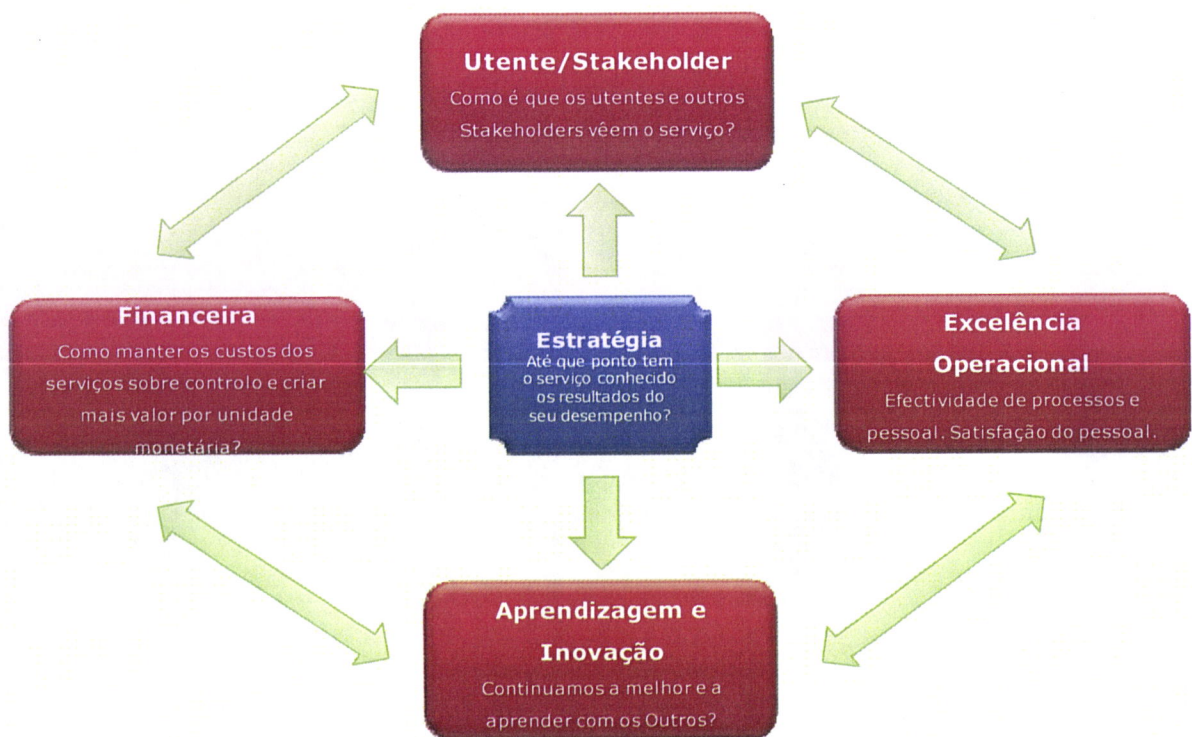 Utente/Stakeholder
Como é que os utentes e outros
Stakeholders vêem o serviço?
Financeira
Como manter os custos dos
serviços sobre controlo e criar
mais valor por unidade
monetária?
Estratégia
Até que ponto tem
o serviço conhecido
os resultados do
seu desempenho?
Excelência
Operacional
Efectividade de processos e
pessoal. Satisfação do pessoal.
Aprendizagem e
Inovação
Continuamos a melhor e a
aprender com os Outros?